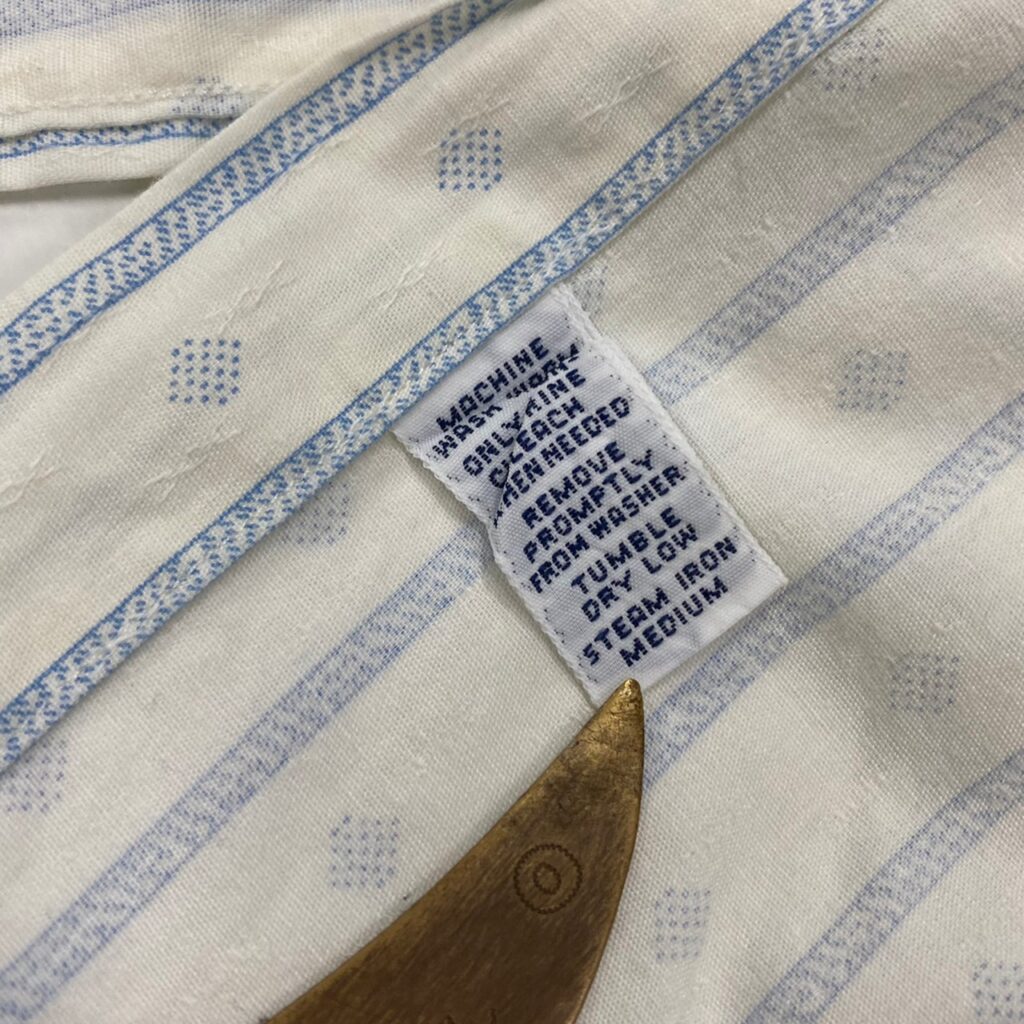 MACHINE
WASH WARM
ONLY
BLEACH
WHEN NEEDED
REMOVE
PROMPTLY
FROM WASHER
TUMBLE
DRY LOW
STEAM IRON
MEDIUM